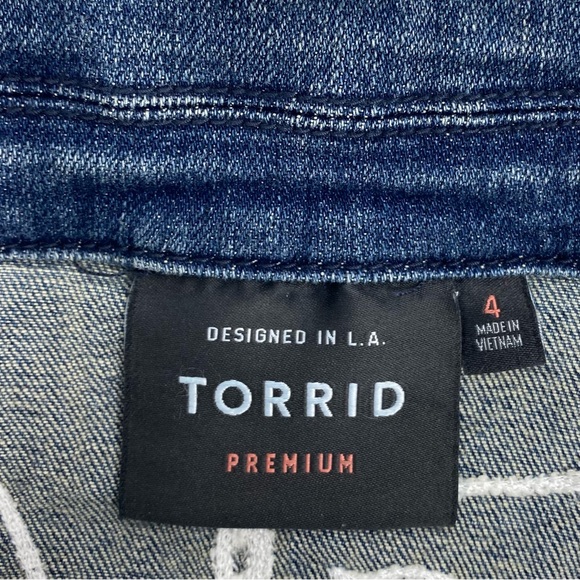 DESIGNED IN L.A.
TORRID
PREMIUM
4
MADE IN
VIETNAM